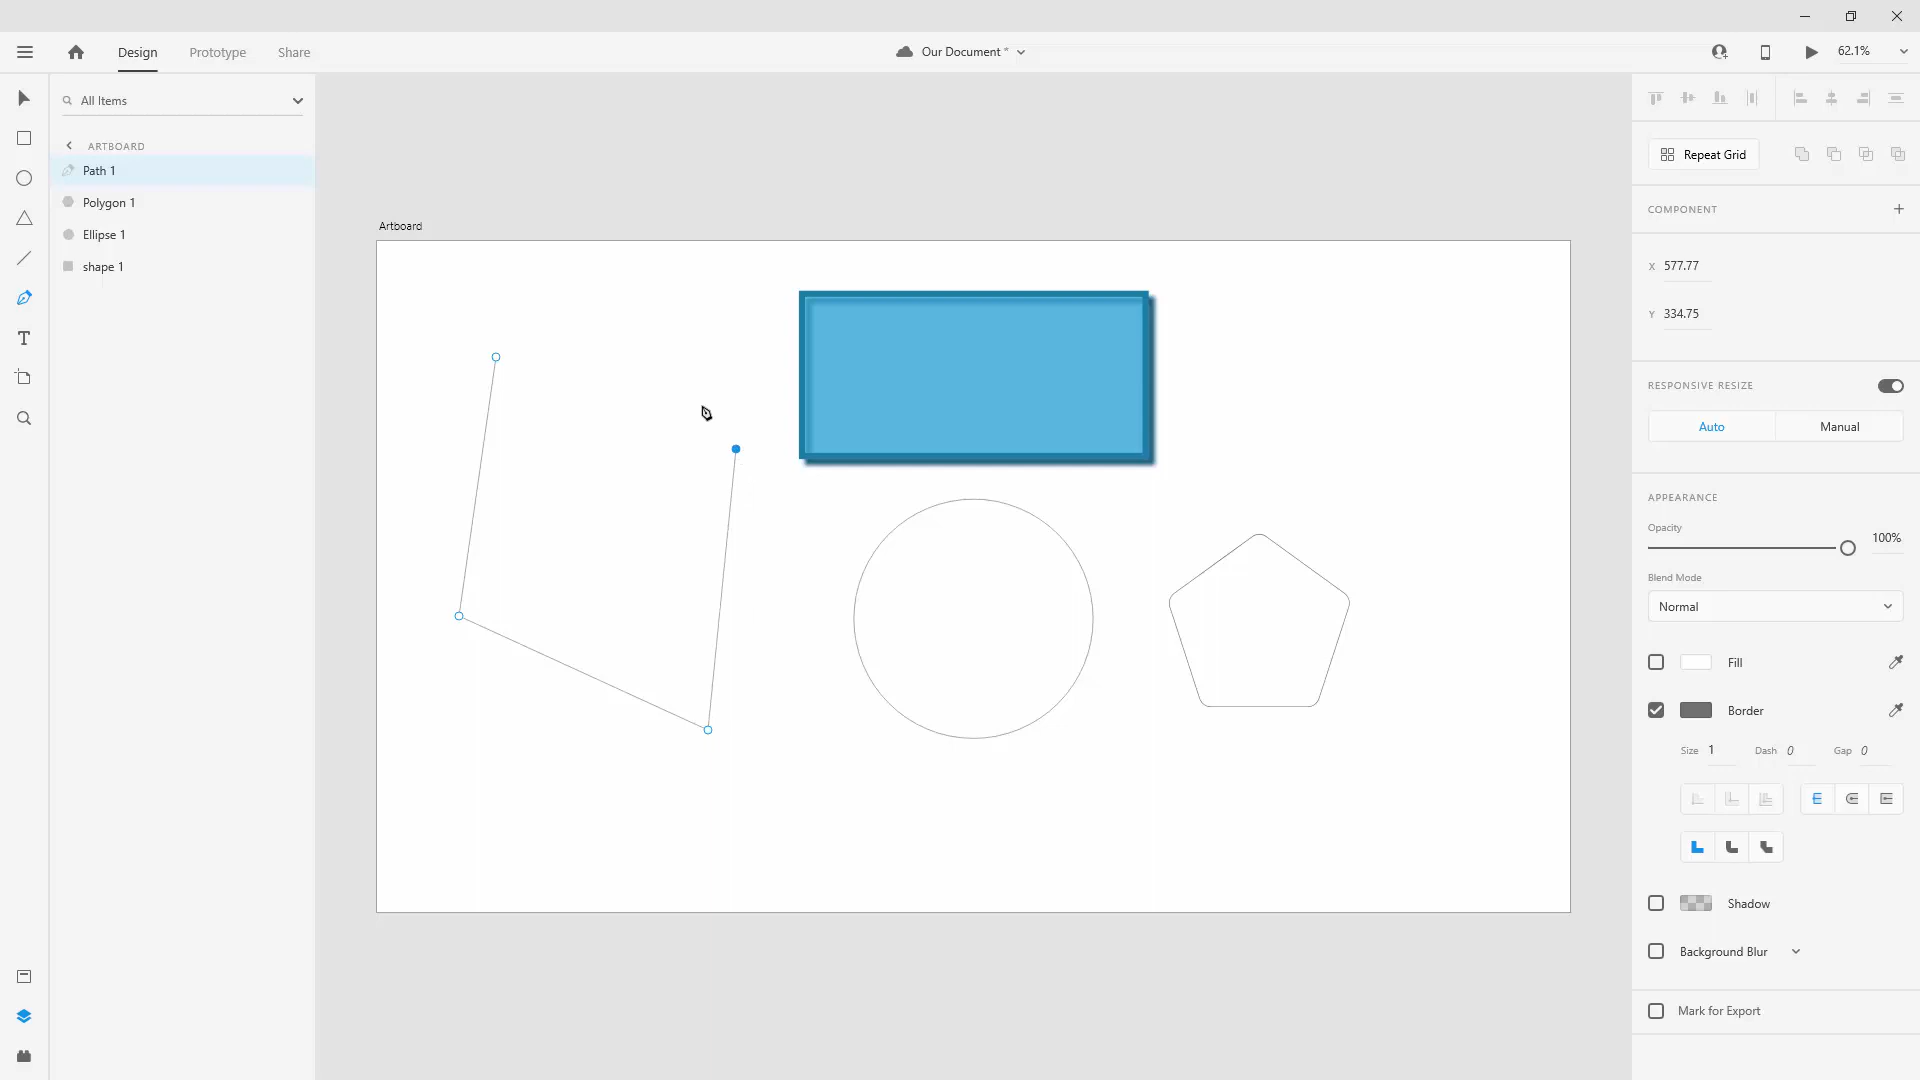 Design
Prototype
Share
Our Document *
62.1%
All Items
ARTBOARD
Path 1
Polygon 1
Ellipse 1
shape 1
Artboard
Repeat Grid
COMPONENT
X 577.77
Y 334.75
RESPONSIVE RESIZE
Auto
Manual
APPEARANCE
Opacity
100%
Blend Mode
Normal
Fill
Border
Size 1 Dash 0 Gap 0
Shadow
Background Blur
Mark for Export